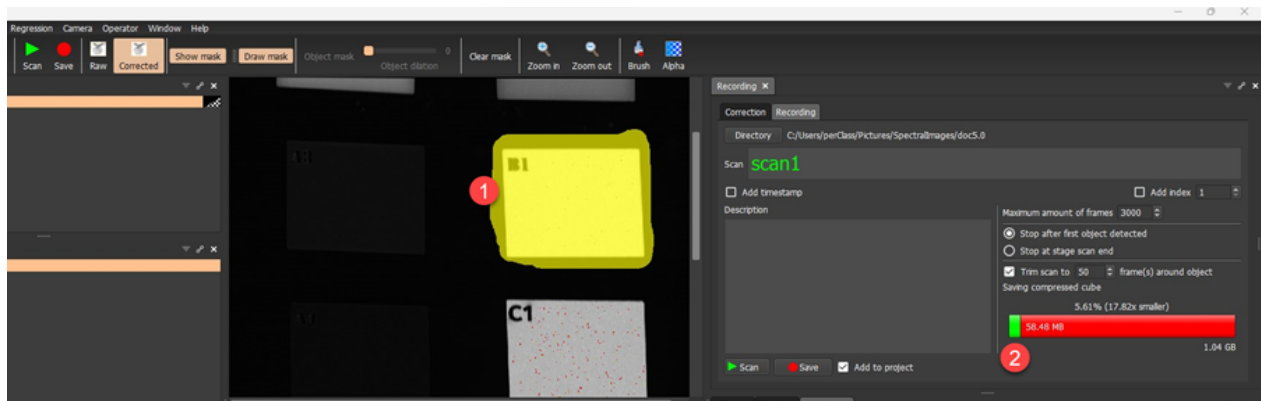 Regression Camera Operator Window Help
Scan Save Raw Corrected Show mask Draw mask Object mask 0 Object dilation Clear mask Zoom in Zoom out Brush Alpha
Recording
Correction Recording
Directory C:/Users/perClass/Pictures/SpectralImages/doc5.0
Scan scan1
Add timestamp Add index 1
Description
Maximum amount of frames 3000
Stop after first object detected
Stop at stage scan end
Trim scan to 50 frame(s) around object
Saving compressed cube
5.61% (17.82x smaller)
58.48 MB
1.04 GB
Scan Save Add to project
B1
1
C1
2